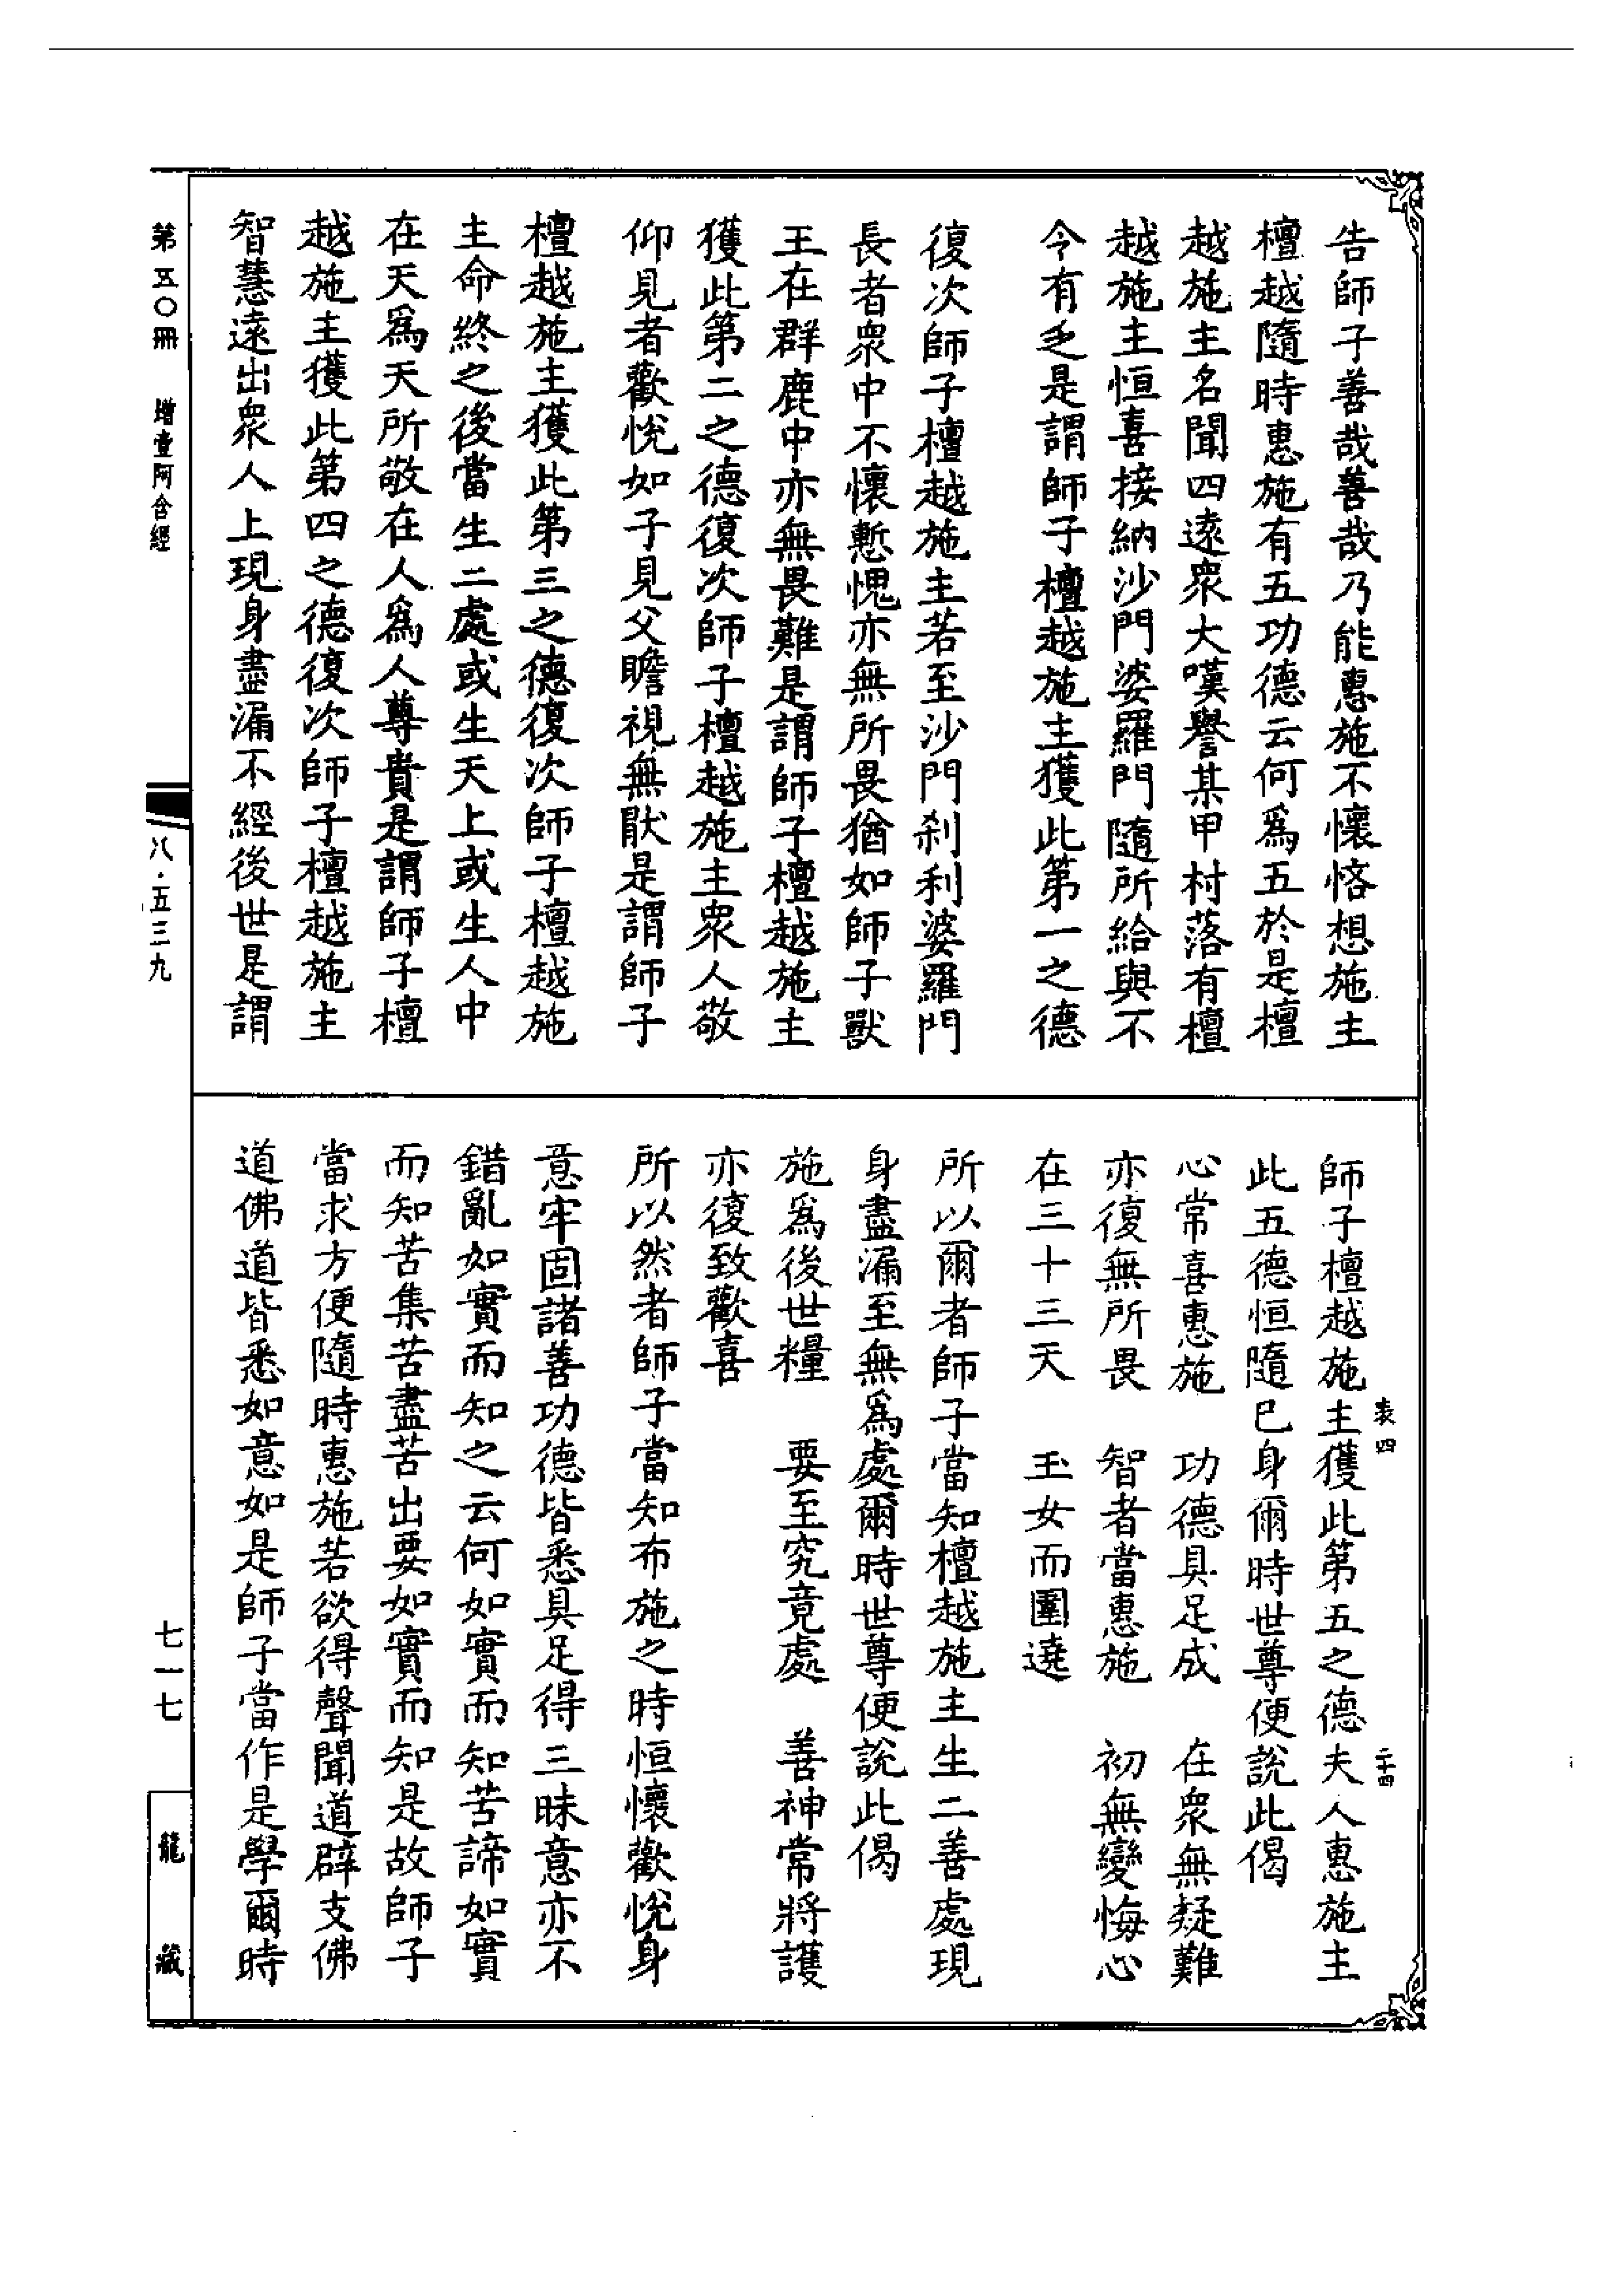 告師子善哉善哉乃能惠施不懷悋想施主
檀越隨時惠施有五功德云何爲五於是檀
越施主名聞四遠衆大嘆譽某甲村落有檀
越施主恒喜接納沙門婆羅門隨所給與不
令有乏是謂師子檀越施主獲此第一之德
復次師子檀越施主若至沙門刹利婆羅門
長者衆中不懷慙愧亦無所畏猶如師子獸
王在群鹿中亦無畏難是謂師子檀越施主
獲此第二之德復次師子檀越施主衆人敬
仰見者歡悅如子見父瞻視無厭是謂師子
檀越施主獲此第三之德復次師子檀越施
主命終之後當生二處或生天上或生人中
在天爲天所敬在人爲人尊貴是謂師子檀
越施主獲此第四之德復次師子檀越施主
智慧遠出衆人上現身盡漏不經後世是謂
師子檀越施主獲此第五之德夫人惠施主
此五德恒隨巳身爾時世尊便說此偈
心常喜惠施　功德具足成　在衆無疑難
亦復無所畏　智者當惠施　初無變悔心
在三十三天　玉女而圍遶
所以爾者師子當知檀越施主生二善處現
身盡漏至無爲處爾時世尊便說此偈
施爲後世糧　要至究竟處　善神常將護
亦復致歡喜
所以然者師子當知布施之時恒懷歡悅身
意牢固諸善功德皆悉具足得三昧意亦不
錯亂如實而知之云何如實而知苦諦如實
而知苦集苦盡苦出要如實而知是故師子
當求方便隨時惠施若欲得聲聞道辟支佛
道佛道皆悉如意如是師子當作是學爾時
表四
二十四
第五〇冊　增壹阿含經
八·五三九
七一七
龍藏